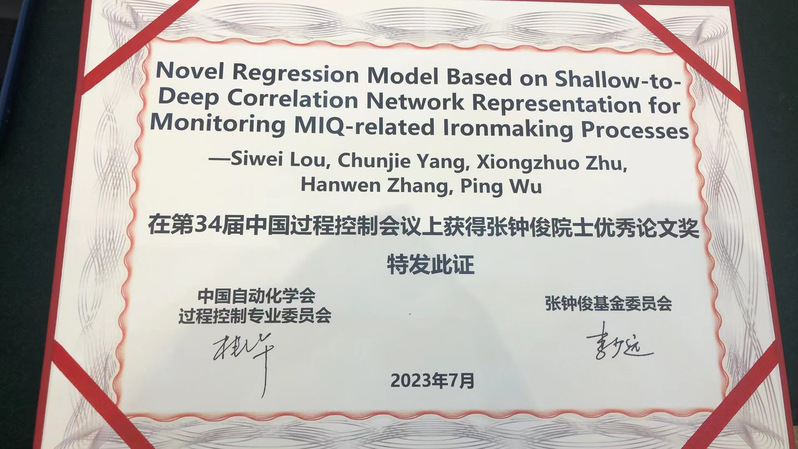 Novel Regression Model Based on Shallow-to-
Deep Correlation Network Representation for
Monitoring MIQ-related Ironmaking Processes
—Siwei Lou, Chunjie Yang, Xiongzhuo Zhu,
Hanwen Zhang, Ping Wu
在第34届中国过程控制会议上获得张钟俊院士优秀论文奖
特发此证
中国自动化学会
过程控制专业委员会
张钟俊基金委员会
李少远
2023年7月